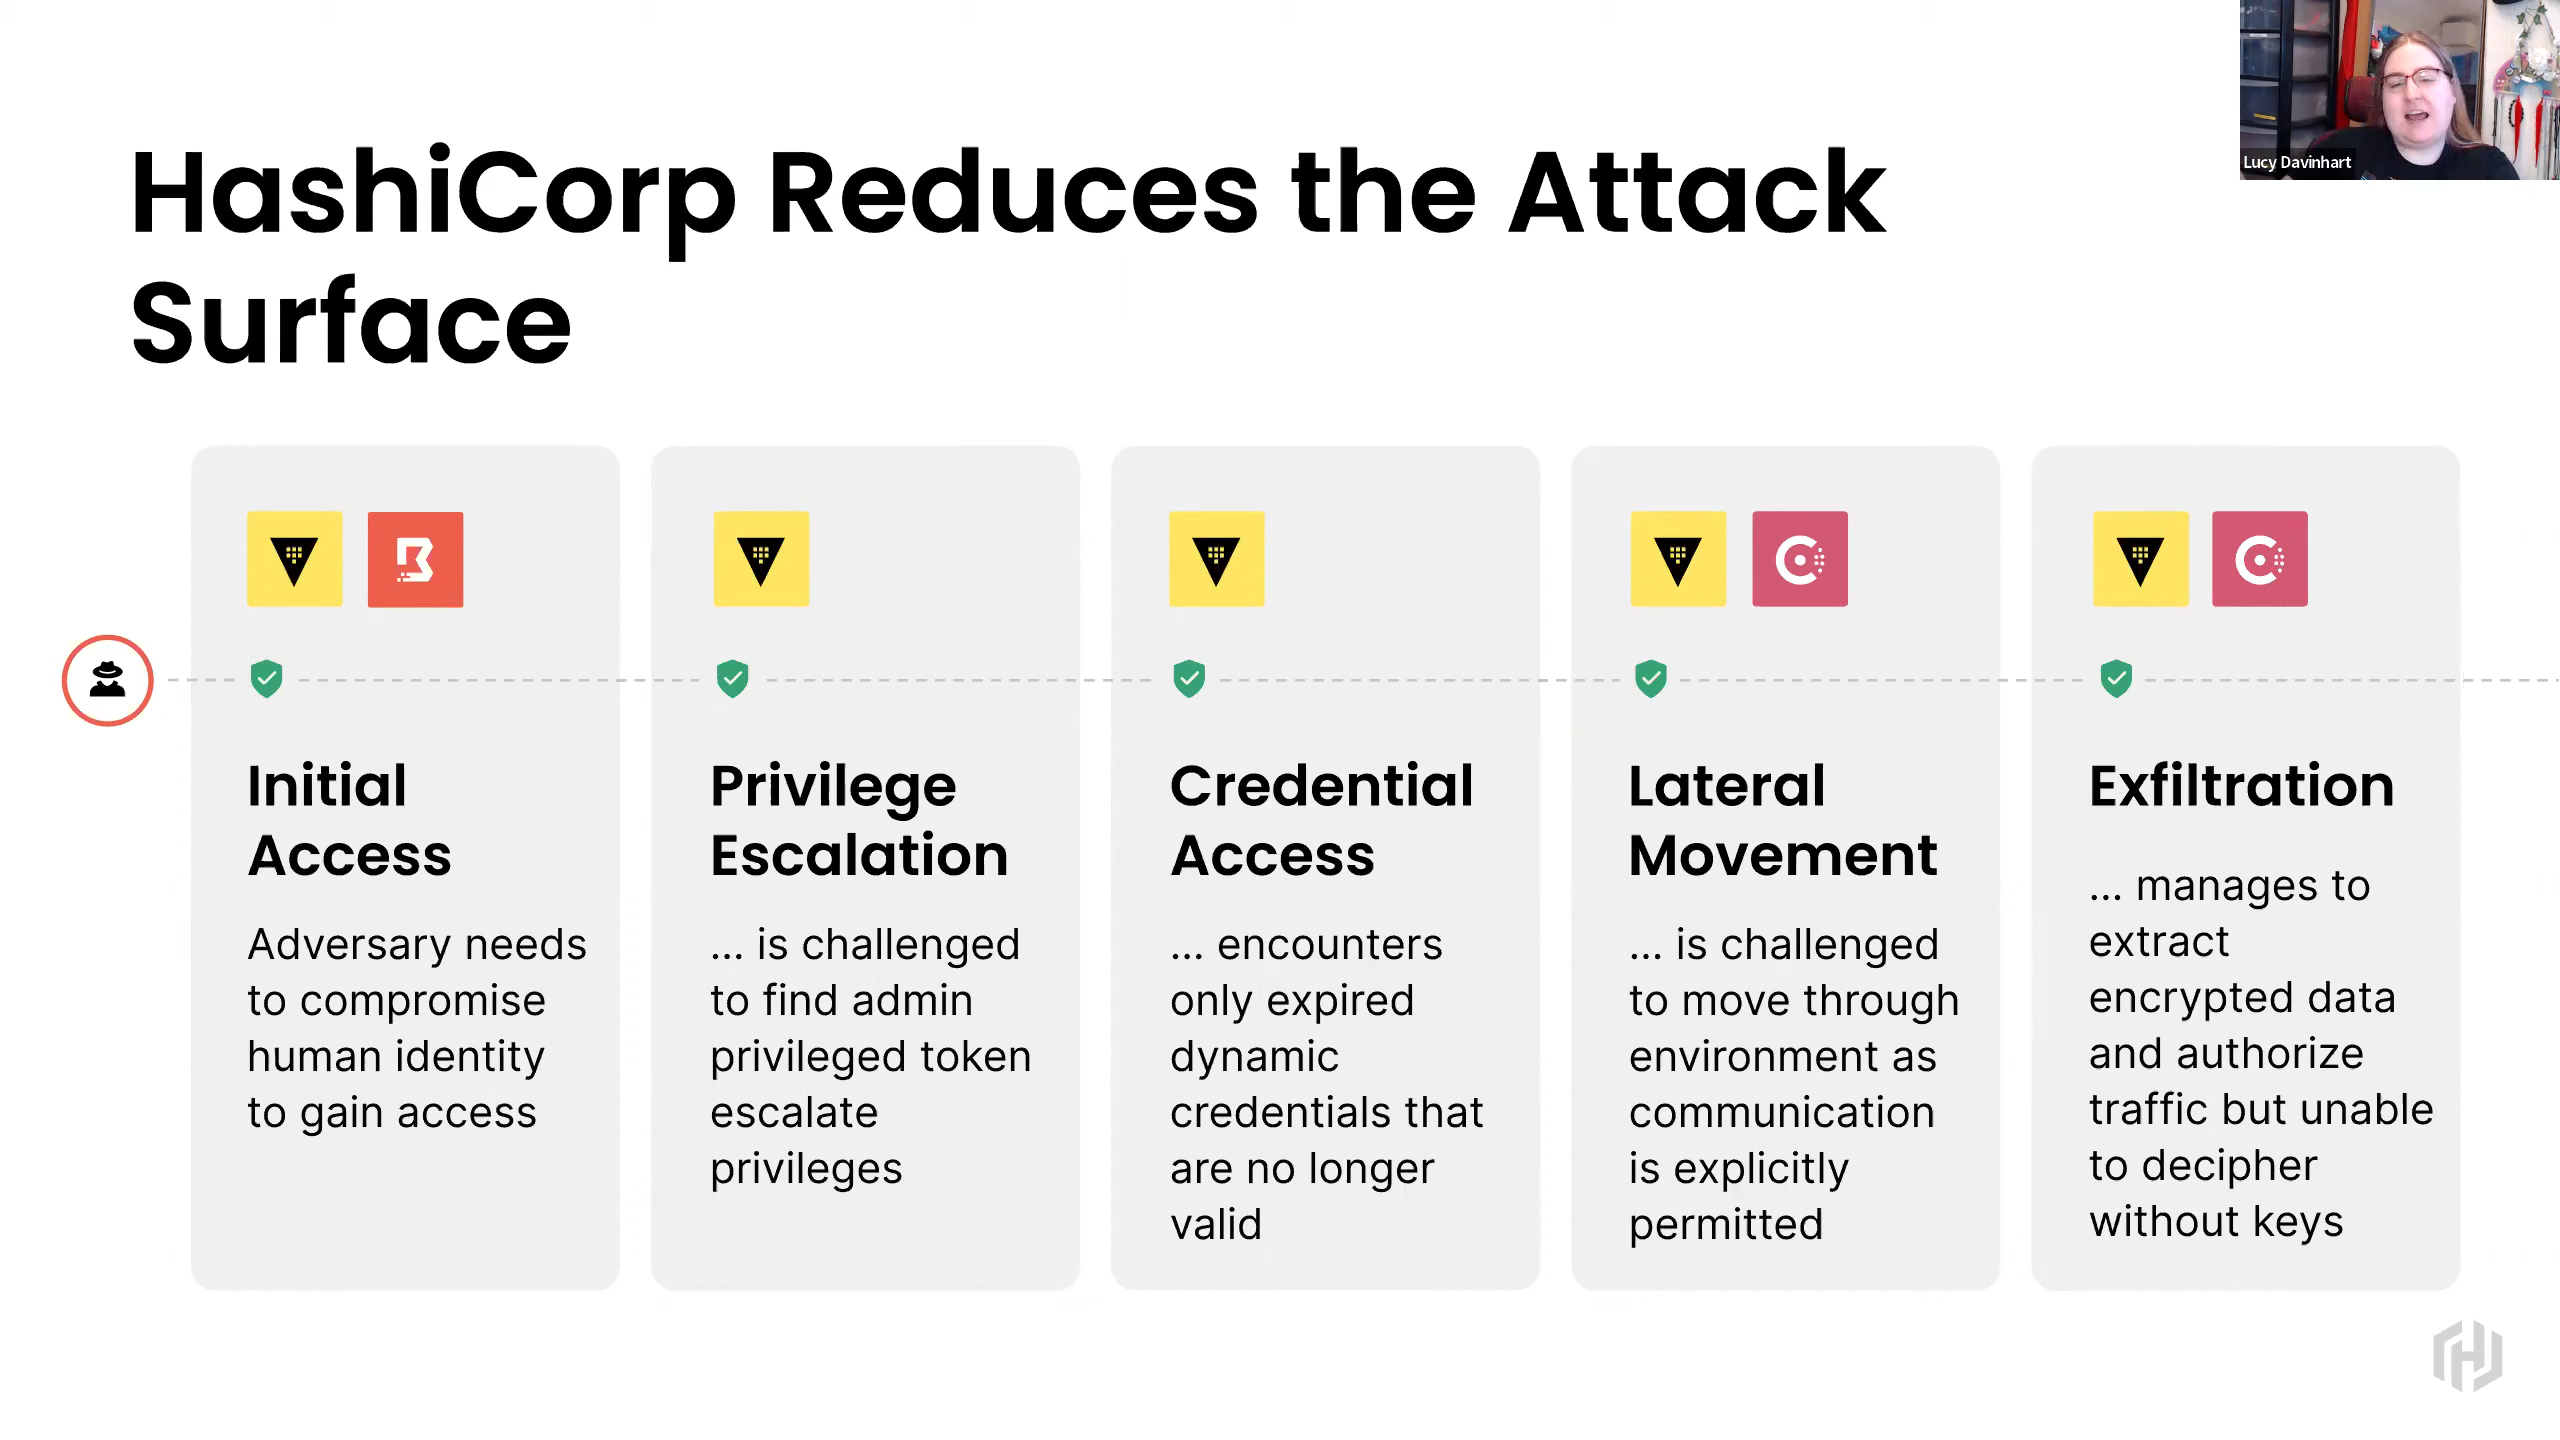 Lucy Davinhart
HashiCorp Reduces the Attack
Surface
Initial
Access
Adversary needs
to compromise
human identity
to gain access
Privilege
Escalation
... is challenged
to find admin
privileged token
escalate
privileges
Credential
Access
... encounters
only expired
dynamic
credentials that
are no longer
valid
Lateral
Movement
... is challenged
to move through
environment as
communication
is explicitly
permitted
Exfiltration
... manages to
extract
encrypted data
and authorize
traffic but unable
to decipher
without keys